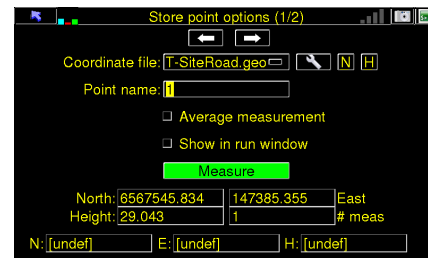 Store point options (1/2)
Coordinate file: T-SiteRoad.geo N H
Point name: 1
Average measurement
Show in run window
Measure
North: 6567545.834 147385.355 East
Height: 29.043 1 # meas
N: [undef] E: [undef] H: [undef]